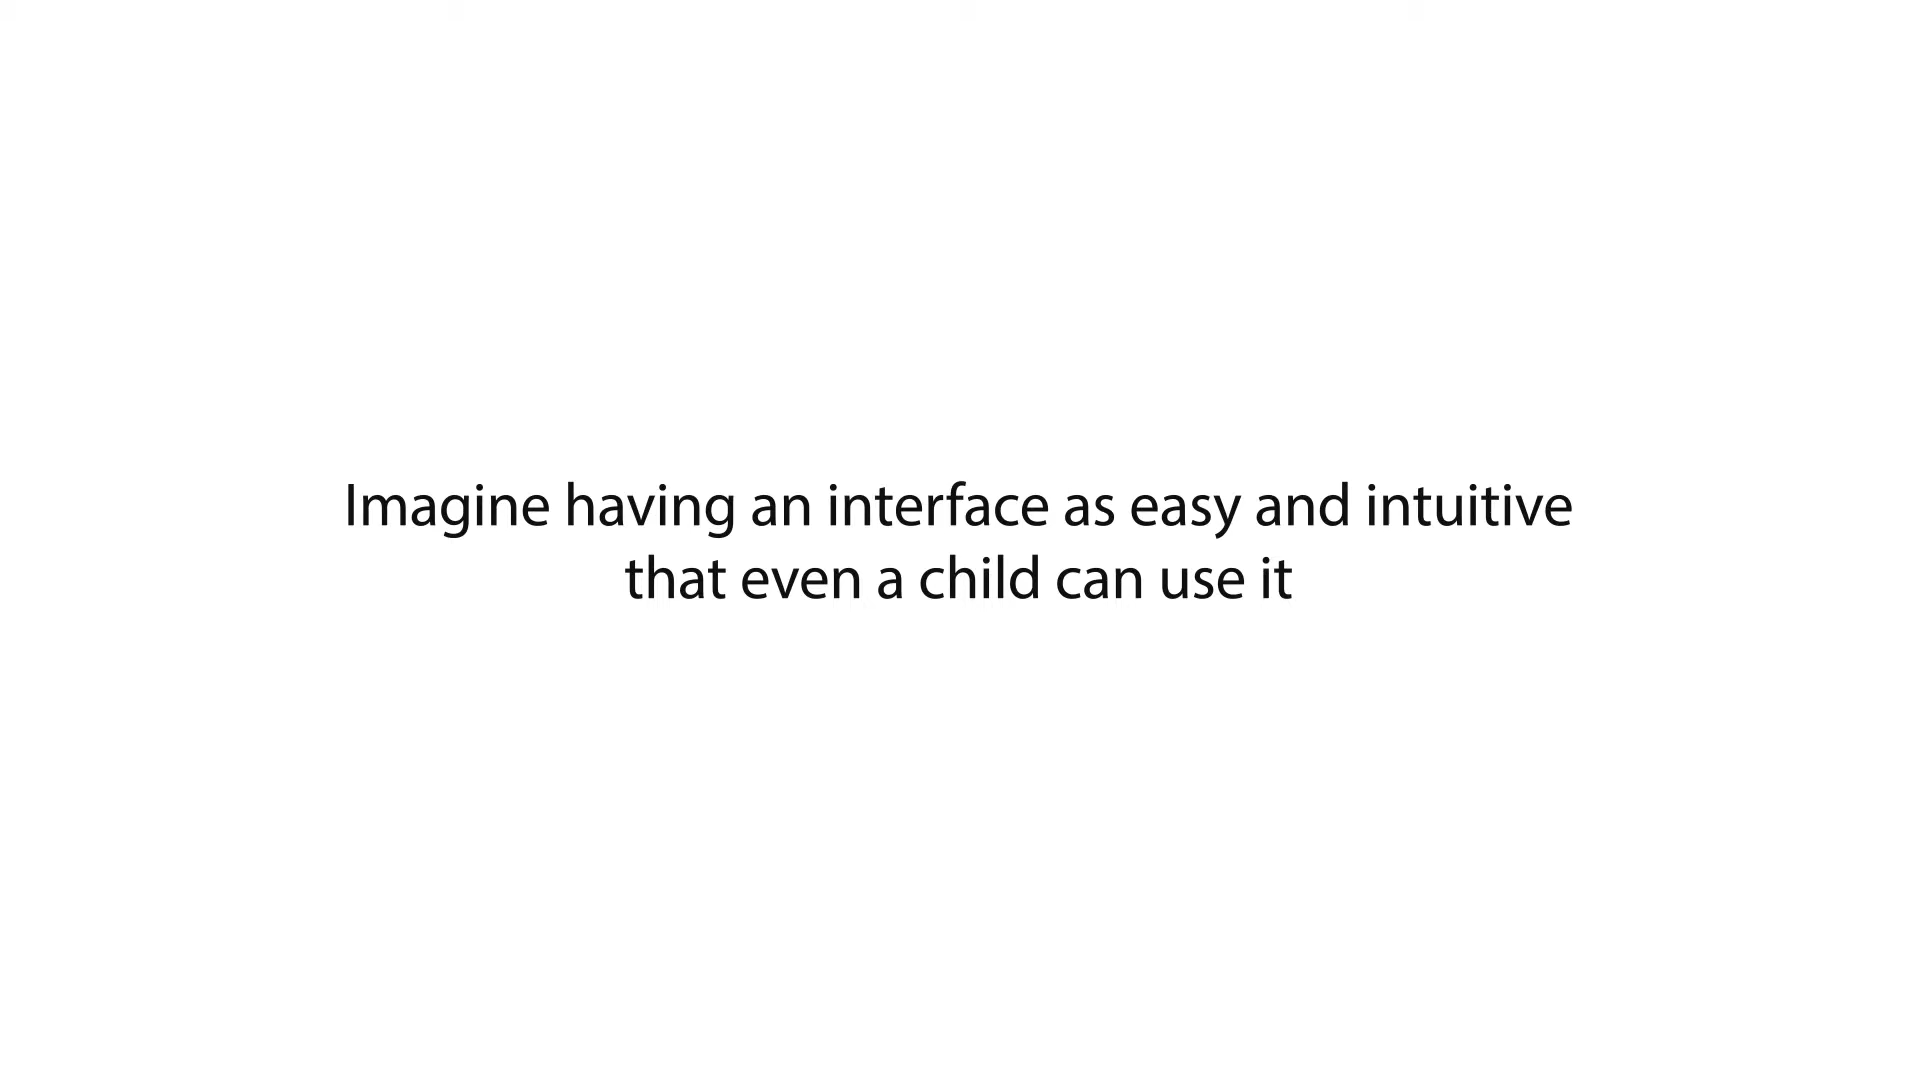 Imagine having an interface as easy and intuitive
that even a child can use it